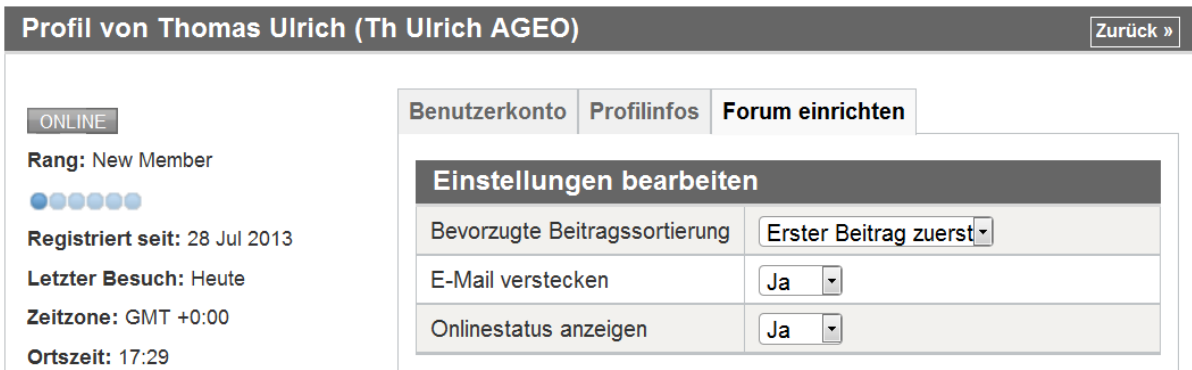 Profil von Thomas Ulrich (Th Ulrich AGEO)
Zurück »
ONLINE
Rang: New Member
Registriert seit: 28 Jul 2013
Letzter Besuch: Heute
Zeitzone: GMT +0:00
Ortszeit: 17:29
Benutzerkonto Profilinfos Forum einrichten
Einstellungen bearbeiten
Bevorzugte Beitragssortierung Erster Beitrag zuerst
E-Mail verstecken Ja
Onlinestatus anzeigen Ja